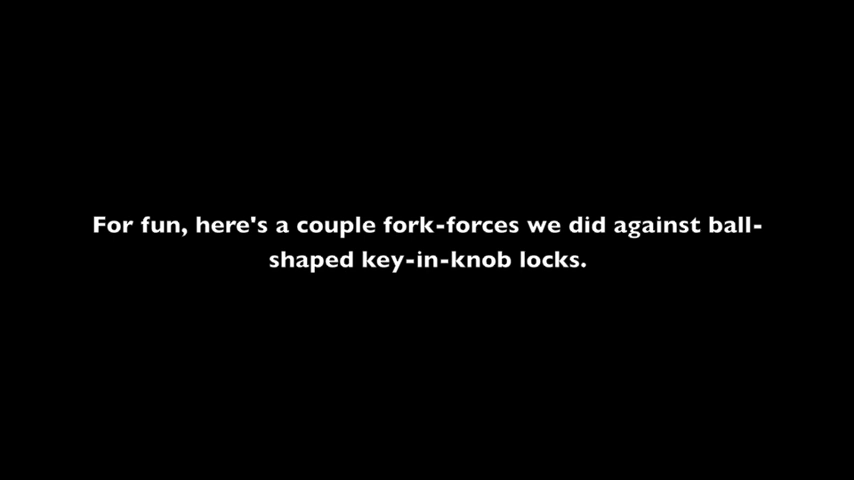 For fun, here's a couple fork-forces we did against ball-
shaped key-in-knob locks.